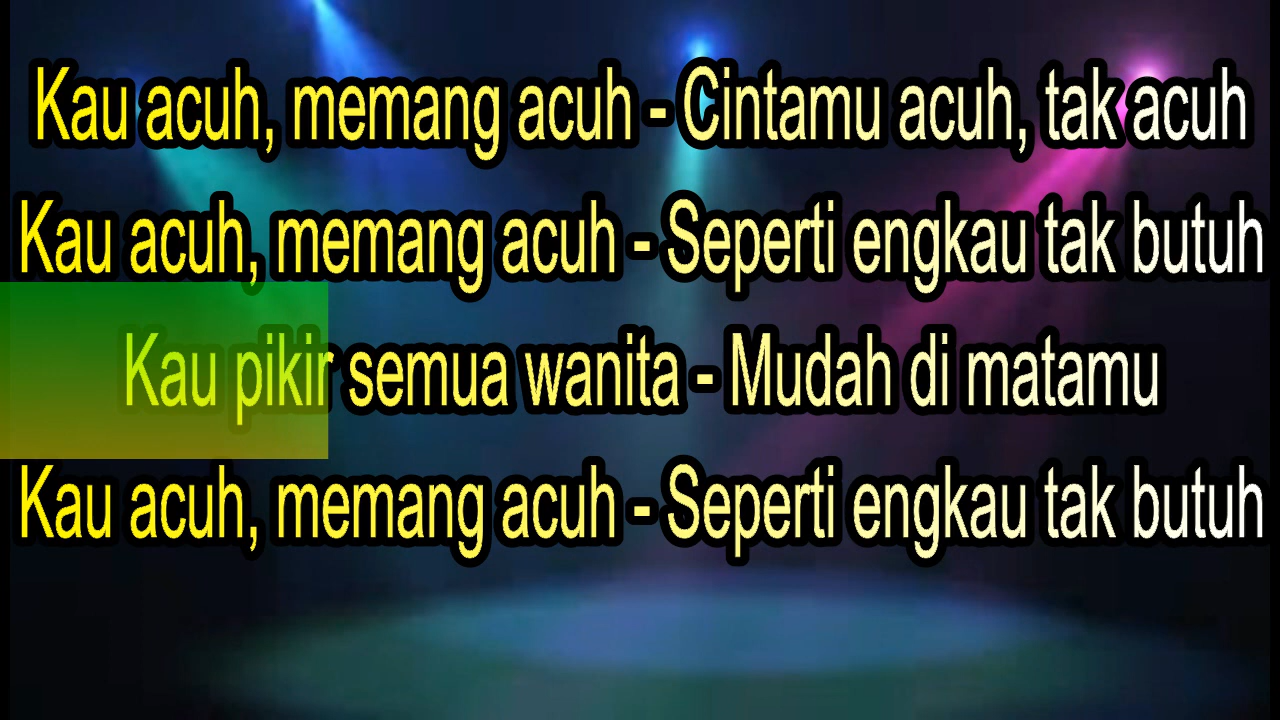 Kau acuh, memang acuh - Cintamu acuh, tak acuh
Kau acuh, memang acuh - Seperti engkau tak butuh
Kau pikir semua wanita - Mudah di matamu
Kau acuh, memang acuh - Seperti engkau tak butuh